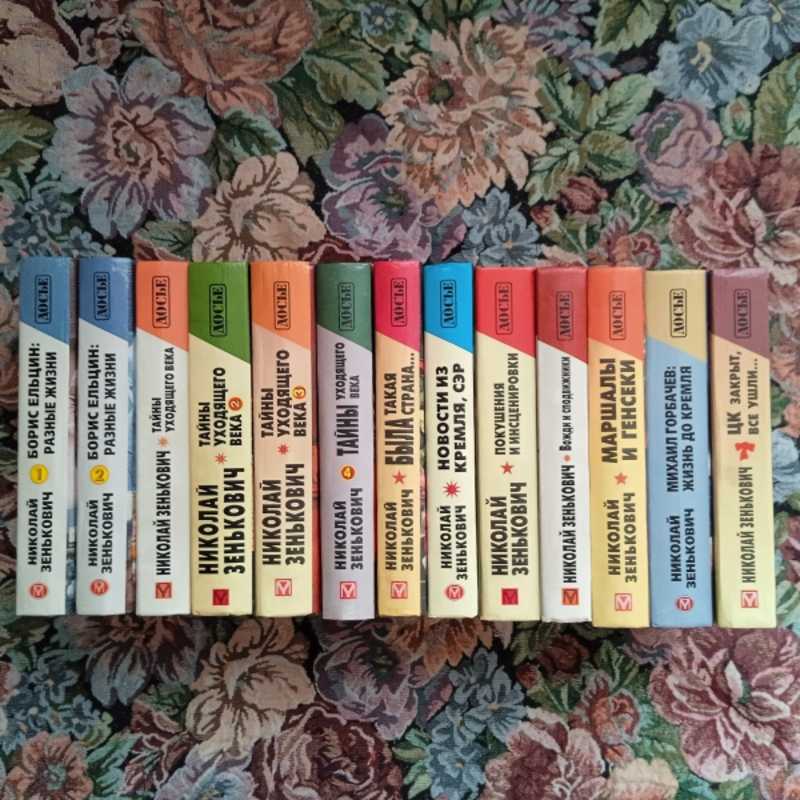 ДОСЬЕ
БОРИС ЕЛЬЦИН:
РАЗНЫЕ ЖИЗНИ
1
НИКОЛАЙ
ЗЕНЬКОВИЧ
ДОСЬЕ
БОРИС ЕЛЬЦИН:
РАЗНЫЕ ЖИЗНИ
2
НИКОЛАЙ
ЗЕНЬКОВИЧ
ДОСЬЕ
ТАЙНЫ
УХОДЯЩЕГО ВЕКА
НИКОЛАЙ ЗЕНЬКОВИЧ
ДОСЬЕ
ТАЙНЫ
УХОДЯЩЕГО
ВЕКА 2
НИКОЛАЙ
ЗЕНЬКОВИЧ
ДОСЬЕ
ТАЙНЫ
УХОДЯЩЕГО
ВЕКА 3
НИКОЛАЙ
ЗЕНЬКОВИЧ
ДОСЬЕ
ТАЙНЫ УХОДЯЩЕГО
ВЕКА
4
НИКОЛАЙ
ЗЕНЬКОВИЧ
ДОСЬЕ
БЫЛА ТАКАЯ
СТРАНА...
НИКОЛАЙ
ЗЕНЬКОВИЧ
ДОСЬЕ
НОВОСТИ ИЗ
КРЕМЛЯ, СЭР
НИКОЛАЙ
ЗЕНЬКОВИЧ
ДОСЬЕ
ПОКУШЕНИЯ
И ИНСЦЕНИРОВКИ
НИКОЛАЙ
ЗЕНЬКОВИЧ
ДОСЬЕ
Вожди и сподвижники
НИКОЛАЙ ЗЕНЬКОВИЧ
ДОСЬЕ
МАРШАЛЫ
И ГЕНСЕКИ
НИКОЛАЙ
ЗЕНЬКОВИЧ
ДОСЬЕ
МИХАИЛ ГОРБАЧЕВ:
ЖИЗНЬ ДО КРЕМЛЯ
НИКОЛАЙ
ЗЕНЬКОВИЧ
ДОСЬЕ
ЦК ЗАКРЫТ,
ВСЕ УШЛИ...
НИКОЛАЙ ЗЕНЬКОВИЧ